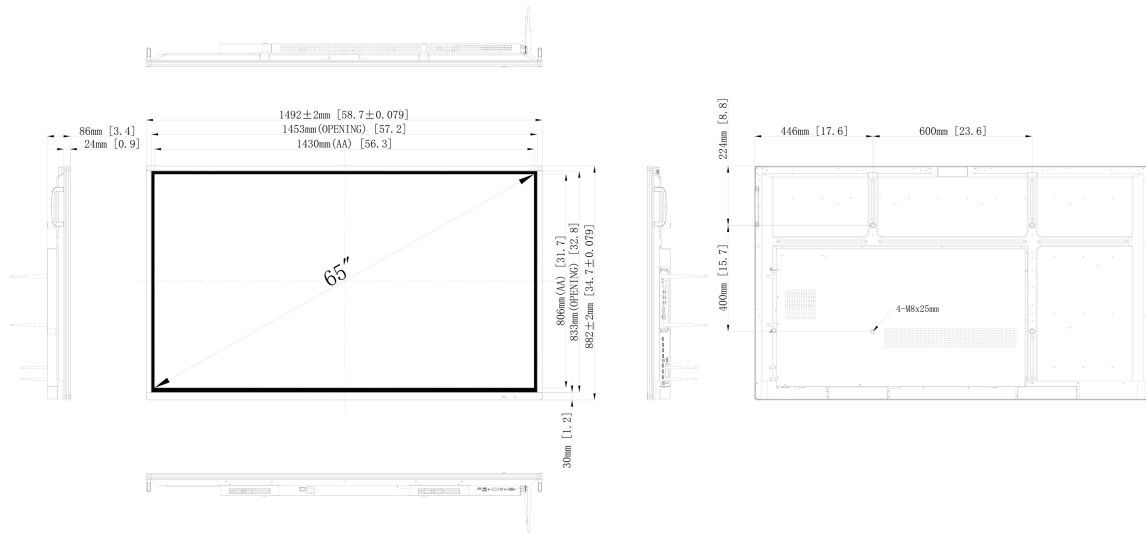 1492±2mm [58.7±0.079]
1453mm(OPENING) [57.2]
1430mm(AA) [56.3]
86mm [3.4]
24mm [0.9]
65"
806mm(AA) [31.7]
833mm(OPENING) [32.8]
882±2mm [34.7±0.079]
30mm [1.2]
224mm [8.8]
446mm [17.6]
600mm [23.6]
400mm [15.7]
4-M8x25mm